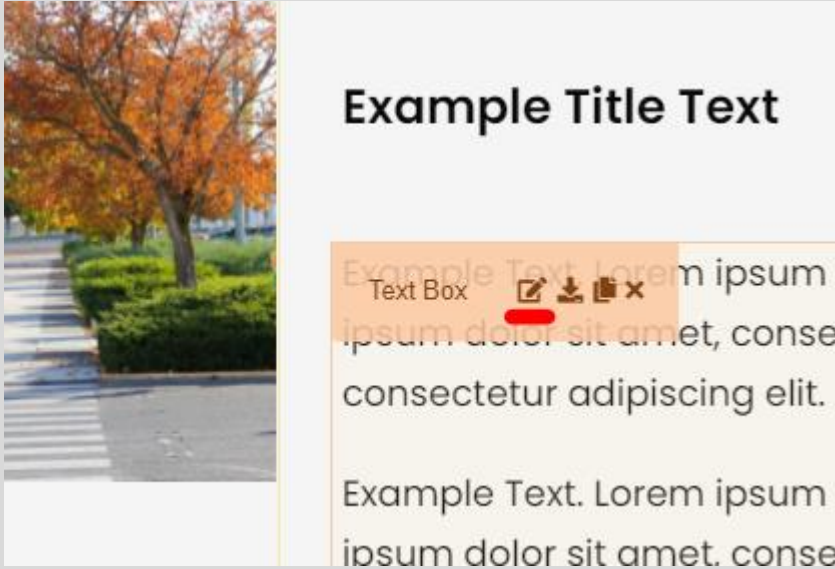 Example Title Text
Example Text. Lorem ipsum
Text Box
ipsum dolor sit amet, conse
consectetur adipiscing elit.
Example Text. Lorem ipsum
ipsum dolor sit amet, conse